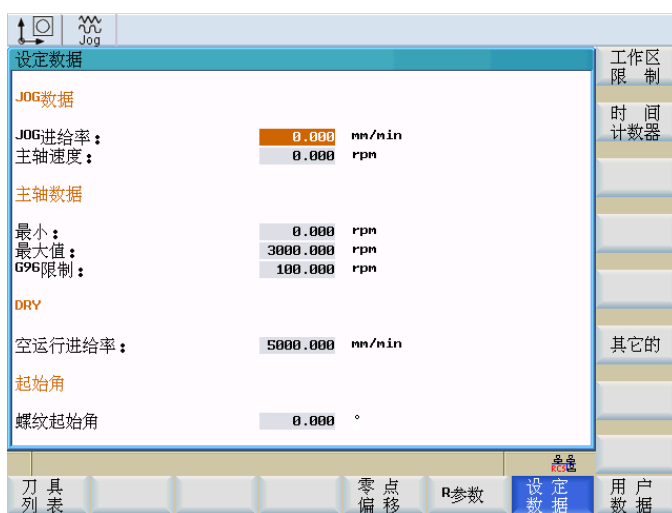 Jog
设定数据
工作区
限 制
JOG数据
时 间
计数器
JOG进给率： 0.000 mm/min
主轴速度： 0.000 rpm
主轴数据
最小： 0.000 rpm
最大值： 3000.000 rpm
G96限制： 100.000 rpm
DRY
空运行进给率： 5000.000 mm/min
其它的
起始角
螺纹起始角 0.000 °
RCS
刀 具
列 表
零 点
偏 移
R参数
设 定
数 据
用 户
数 据